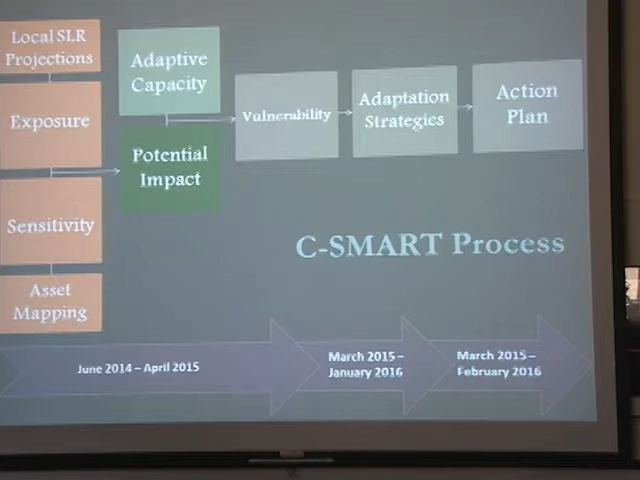 Local SLR
Projections
Exposure
Sensitivity
Asset
Mapping
Adaptive
Capacity
Potential
Impact
Vulnerability
Adaptation
Strategies
Action
Plan
C-SMART Process
June 2014 – April 2015
March 2015 –
January 2016
March 2015 –
February 2016